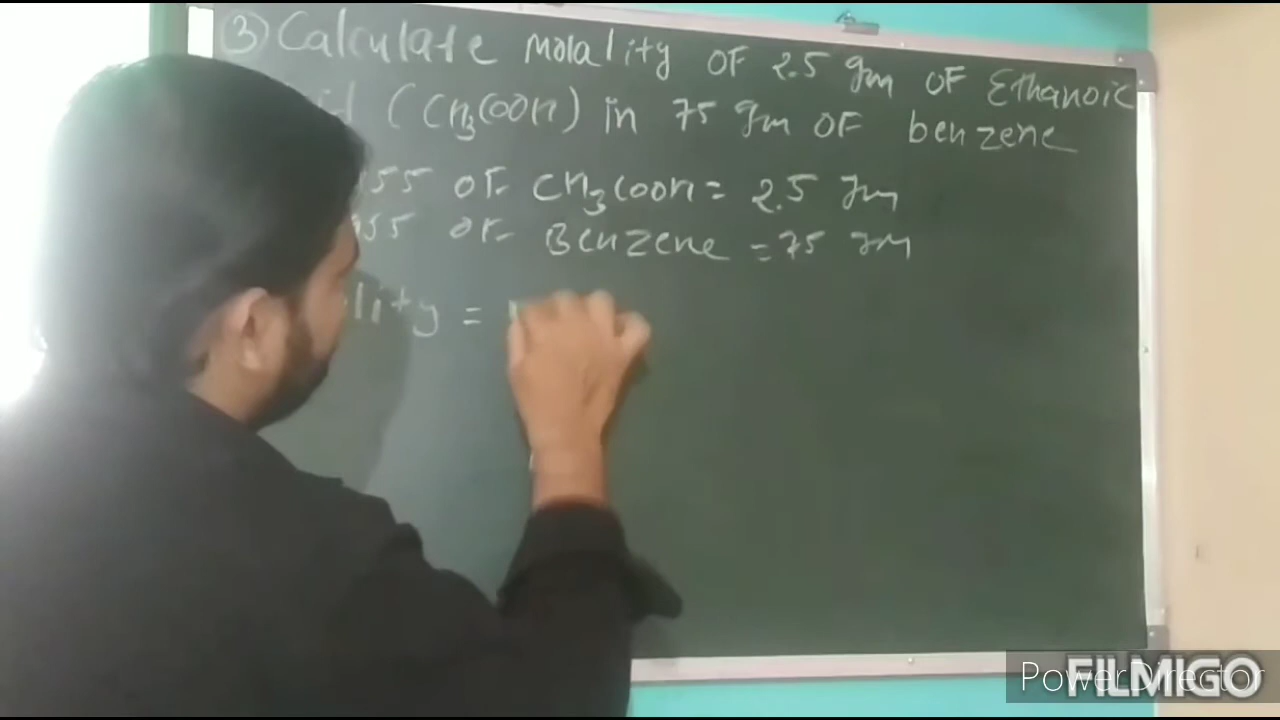 ③ Calculate Molality OF 2.5 gm OF Ethanoic
(CH3COOH) in 75 gm OF benzene
OF CH3COOH = 2.5 gm
OF Benzene = 75 gm
=
PowerDirector
FILMIGO